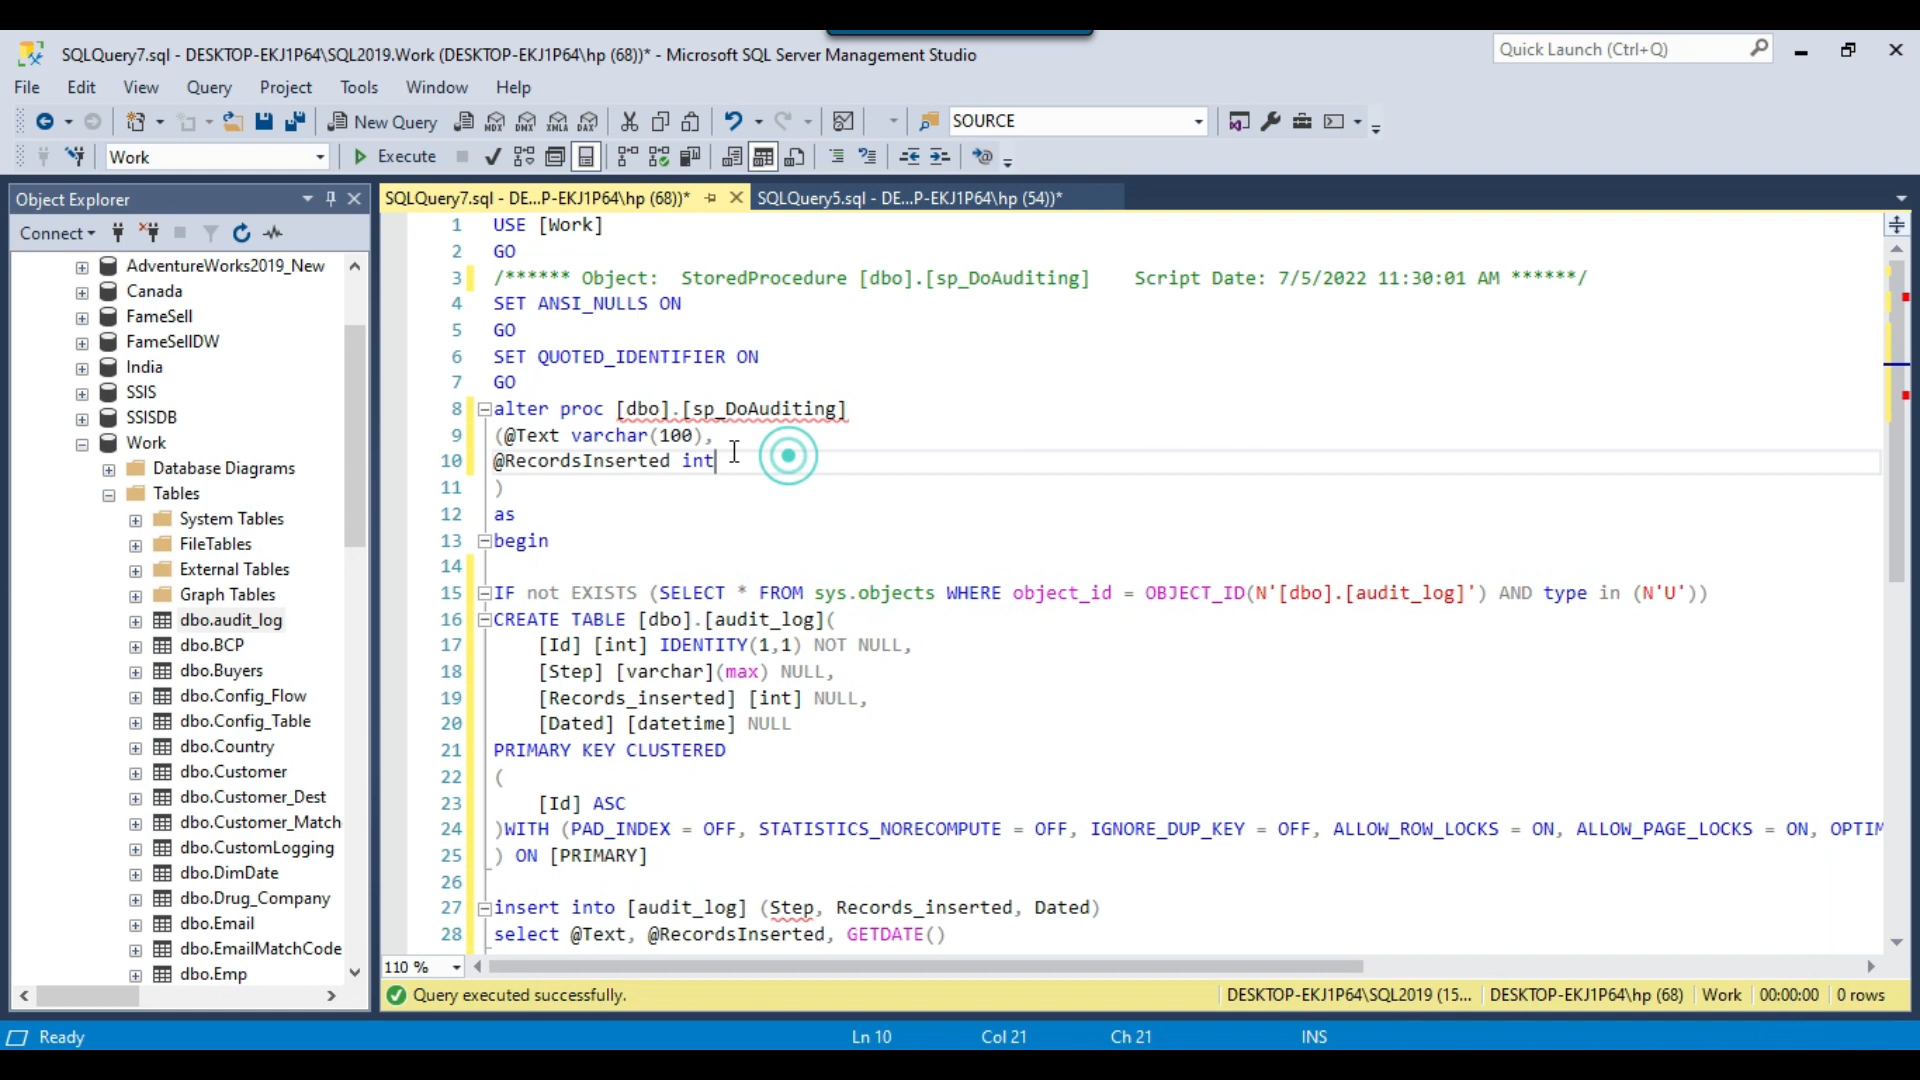 SQLQuery7.sql - DESKTOP-EKJ1P64\SQL2019.Work (DESKTOP-EKJ1P64\hp (68))* - Microsoft SQL Server Management Studio
Quick Launch (Ctrl+Q)
File Edit View Query Project Tools Window Help
New Query MDX DMX XMLA DAX SOURCE
Work Execute
Object Explorer
SQLQuery7.sql - DE...P-EKJ1P64\hp (68))* SQLQuery5.sql - DE...P-EKJ1P64\hp (54))*
Connect
AdventureWorks2019_New
Canada
FameSell
FameSellDW
India
SSIS
SSISDB
Work
Database Diagrams
Tables
System Tables
FileTables
External Tables
Graph Tables
dbo.audit_log
dbo.BCP
dbo.Buyers
dbo.Config_Flow
dbo.Config_Table
dbo.Country
dbo.Customer
dbo.Customer_Dest
dbo.Customer_Match
dbo.CustomLogging
dbo.DimDate
dbo.Drug_Company
dbo.Email
dbo.EmailMatchCode
dbo.Emp
1 USE [Work]
2 GO
3 /****** Object:  StoredProcedure [dbo].[sp_DoAuditing]    Script Date: 7/5/2022 11:30:01 AM ******/
4 SET ANSI_NULLS ON
5 GO
6 SET QUOTED_IDENTIFIER ON
7 GO
8 alter proc [dbo].[sp_DoAuditing]
9 (@Text varchar(100),
10 @RecordsInserted int
11 )
12 as
13 begin
14
15 IF not EXISTS (SELECT * FROM sys.objects WHERE object_id = OBJECT_ID(N'[dbo].[audit_log]') AND type in (N'U'))
16 CREATE TABLE [dbo].[audit_log](
17 [Id] [int] IDENTITY(1,1) NOT NULL,
18 [Step] [varchar](max) NULL,
19 [Records_inserted] [int] NULL,
20 [Dated] [datetime] NULL
21 PRIMARY KEY CLUSTERED
22 (
23 [Id] ASC
24 )WITH (PAD_INDEX = OFF, STATISTICS_NORECOMPUTE = OFF, IGNORE_DUP_KEY = OFF, ALLOW_ROW_LOCKS = ON, ALLOW_PAGE_LOCKS = ON, OPTIM
25 ) ON [PRIMARY]
26
27 insert into [audit_log] (Step, Records_inserted, Dated)
28 select @Text, @RecordsInserted, GETDATE()
110 %
Query executed successfully. DESKTOP-EKJ1P64\SQL2019 (15... DESKTOP-EKJ1P64\hp (68) Work 00:00:00 0 rows
Ready Ln 10 Col 21 Ch 21 INS